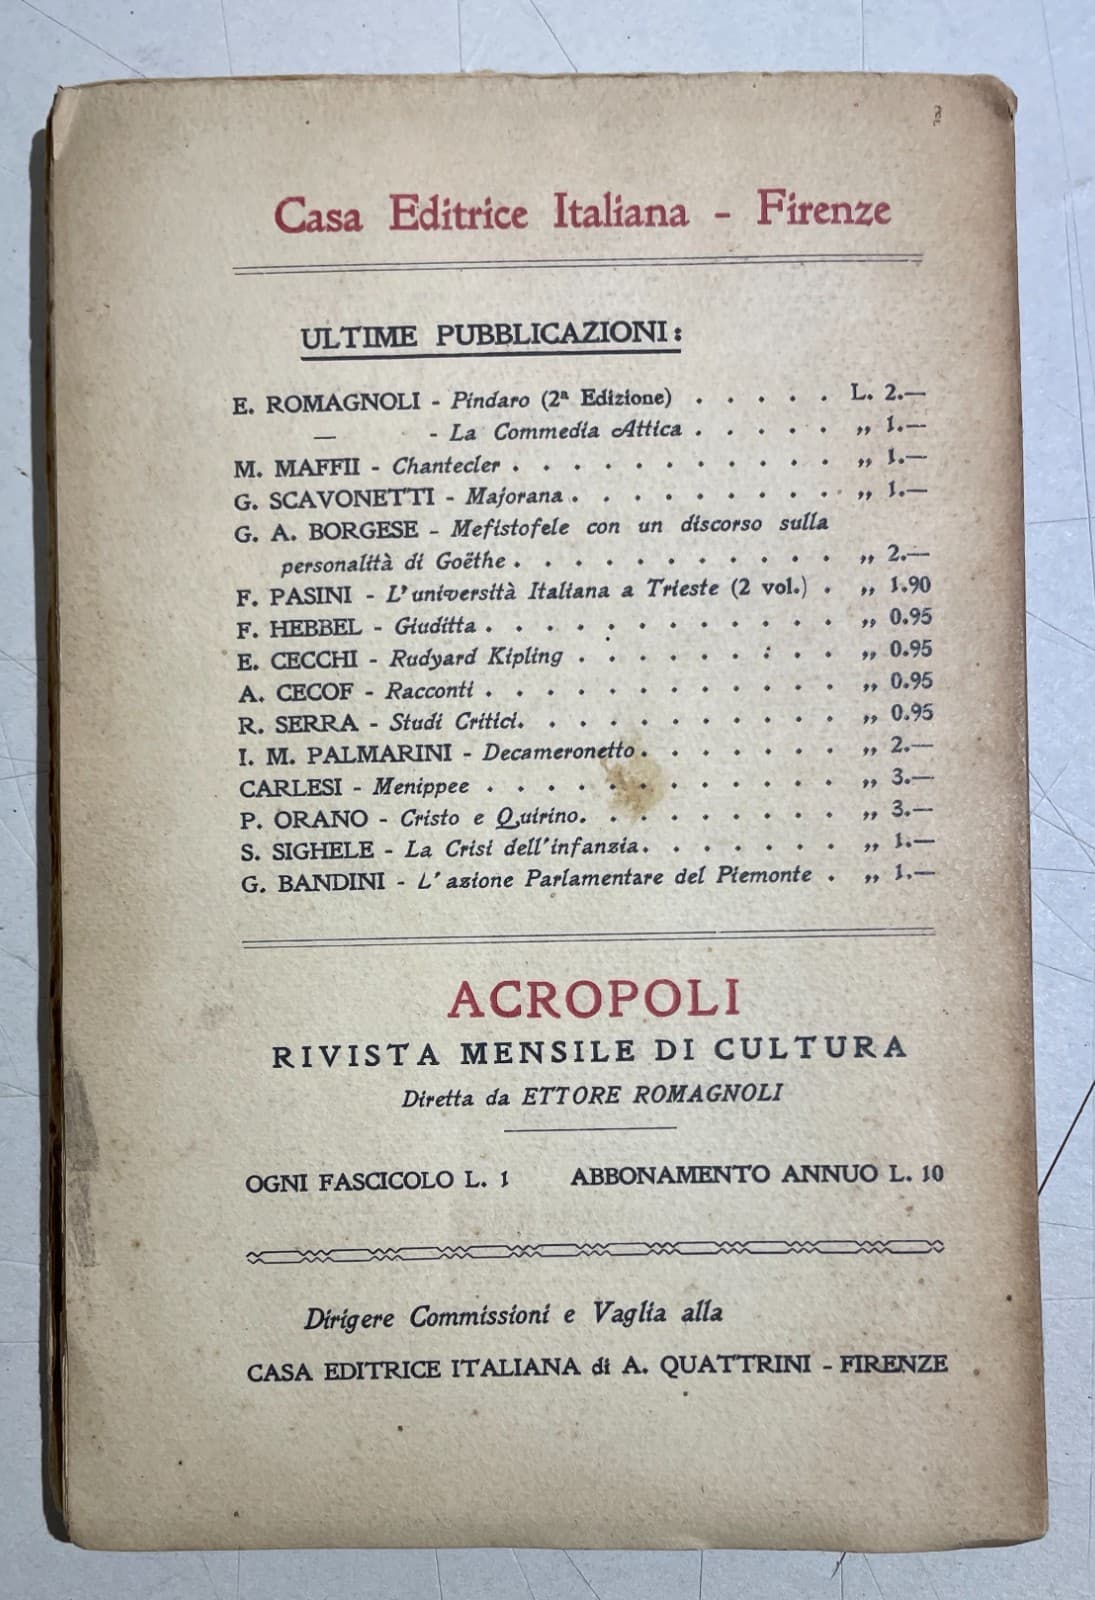 Casa Editrice Italiana - Firenze
ULTIME PUBBLICAZIONI:
E. ROMAGNOLI - Pindaro (2ª Edizione) . . . . . L. 2.—
— - La Commedia Attica . . . . . „ 1.—
M. MAFFII - Chantecler . . . . . . . . . . . „ 1.—
G. SCAVONETTI - Majorana . . . . . . . . . „ 1.—
G. A. BORGESE - Mefistofele con un discorso sulla
personalità di Goëthe . . . . . . . . . . . „ 2.—
F. PASINI - L'università Italiana a Trieste (2 vol.) . „ 1.90
F. HEBBEL - Giuditta . . . . . . . . . . . . „ 0.95
E. CECCHI - Rudyard Kipling . . . . . . . . . „ 0.95
A. CECOF - Racconti . . . . . . . . . . . . „ 0.95
R. SERRA - Studi Critici . . . . . . . . . . . „ 0.95
I. M. PALMARINI - Decameronetto . . . . . . . „ 2.—
CARLESI - Menippee . . . . . . . . . . . . „ 3.—
P. ORANO - Cristo e Quirino . . . . . . . . . „ 3.—
S. SIGHELE - La Crisi dell'infanzia . . . . . . . „ 1.—
G. BANDINI - L'azione Parlamentare del Piemonte . „ 1.—
ACROPOLI
RIVISTA MENSILE DI CULTURA
Diretta da ETTORE ROMAGNOLI
OGNI FASCICOLO L. 1 ABBONAMENTO ANNUO L. 10
Dirigere Commissioni e Vaglia alla
CASA EDITRICE ITALIANA di A. QUATTRINI - FIRENZE